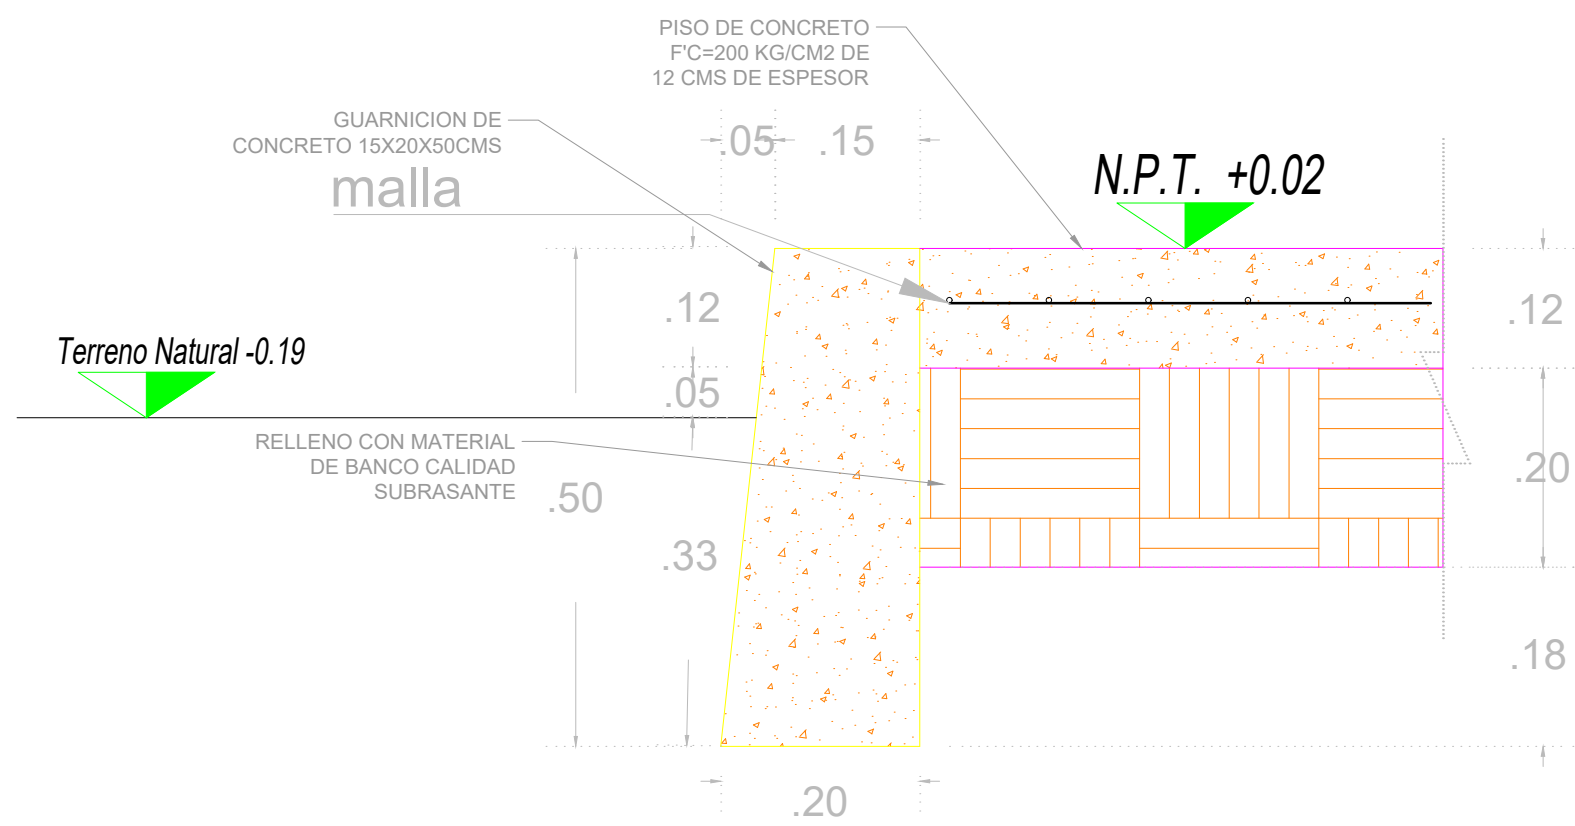 PISO DE CONCRETO
F'C=200 KG/CM2 DE
12 CMS DE ESPESOR
GUARNICION DE
CONCRETO 15X20X50CMS
malla
.05
.15
N.P.T. +0.02
.12
.12
Terreno Natural -0.19
.05
RELLENO CON MATERIAL
DE BANCO CALIDAD
SUBRASANTE
.20
.50
.33
.18
.20